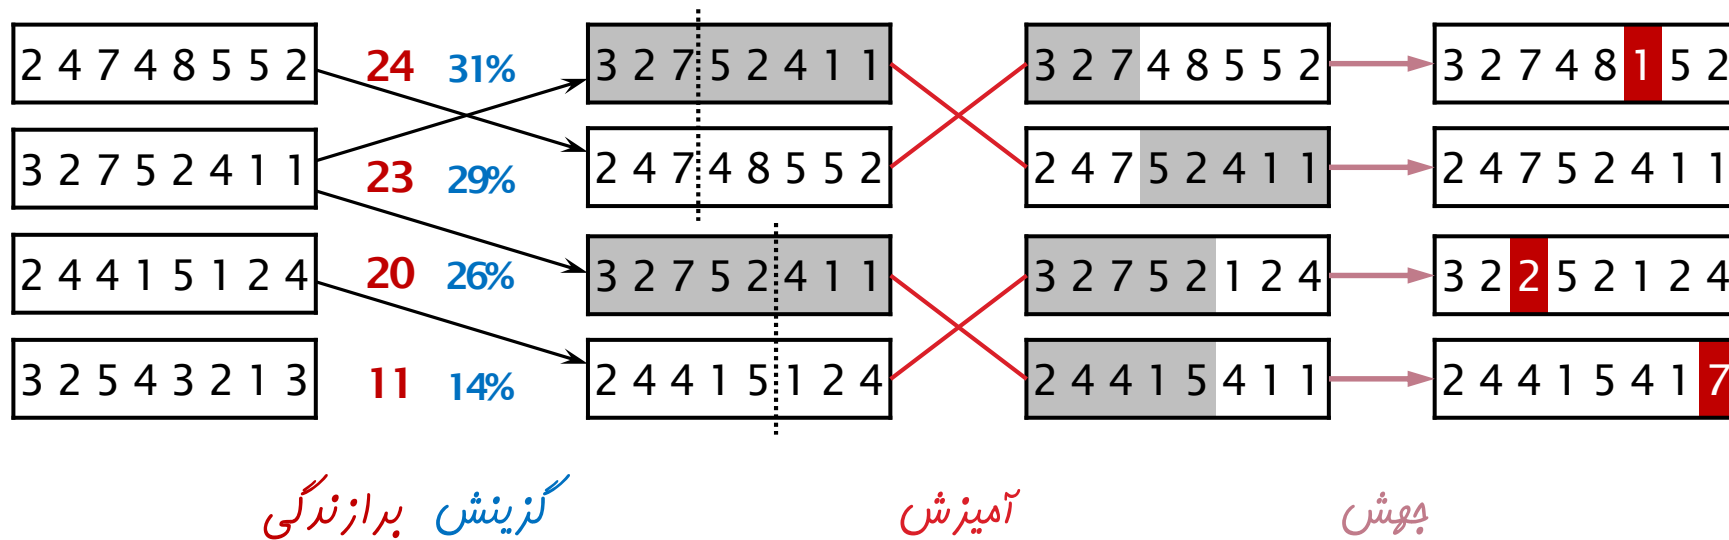 2 4 7 4 8 5 5 2 24 31% 3 2 7 5 2 4 1 1 3 2 7 4 8 5 5 2 3 2 7 4 8 1 5 2
3 2 7 5 2 4 1 1 23 29% 2 4 7 4 8 5 5 2 2 4 7 5 2 4 1 1 2 4 7 5 2 4 1 1
2 4 4 1 5 1 2 4 20 26% 3 2 7 5 2 4 1 1 3 2 7 5 2 1 2 4 3 2 2 5 2 1 2 4
3 2 5 4 3 2 1 3 11 14% 2 4 4 1 5 1 2 4 2 4 4 1 5 4 1 1 2 4 4 1 5 4 1 7
برازندگی گزینش آمیزش جهش